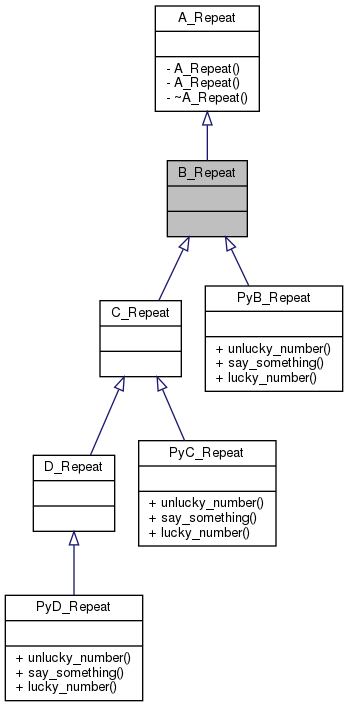 A_Repeat
- A_Repeat()
- A_Repeat()
- ~A_Repeat()
B_Repeat
C_Repeat
PyB_Repeat
+ unlucky_number()
+ say_something()
+ lucky_number()
D_Repeat
PyC_Repeat
+ unlucky_number()
+ say_something()
+ lucky_number()
PyD_Repeat
+ unlucky_number()
+ say_something()
+ lucky_number()